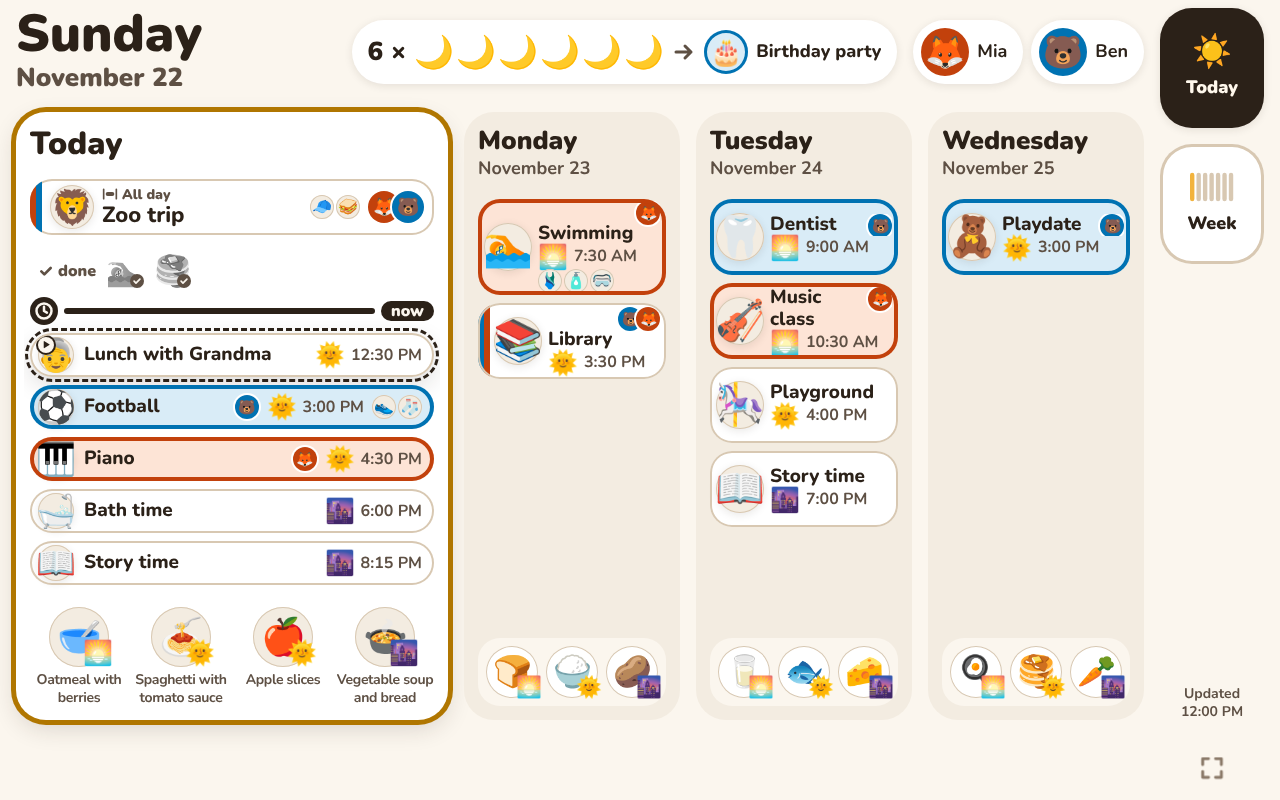 Sunday
November 22
6 ×
→
Birthday party
Mia
Ben
Today
Week
Today
All day
Zoo trip
done
now
Lunch with Grandma
12:30 PM
Football
3:00 PM
Piano
4:30 PM
Bath time
6:00 PM
Story time
8:15 PM
Oatmeal with
berries
Spaghetti with
tomato sauce
Apple slices
Vegetable soup
and bread
Monday
November 23
Swimming
7:30 AM
Library
3:30 PM
Tuesday
November 24
Dentist
9:00 AM
Music
class
10:30 AM
Playground
4:00 PM
Story time
7:00 PM
Wednesday
November 25
Playdate
3:00 PM
Updated
12:00 PM